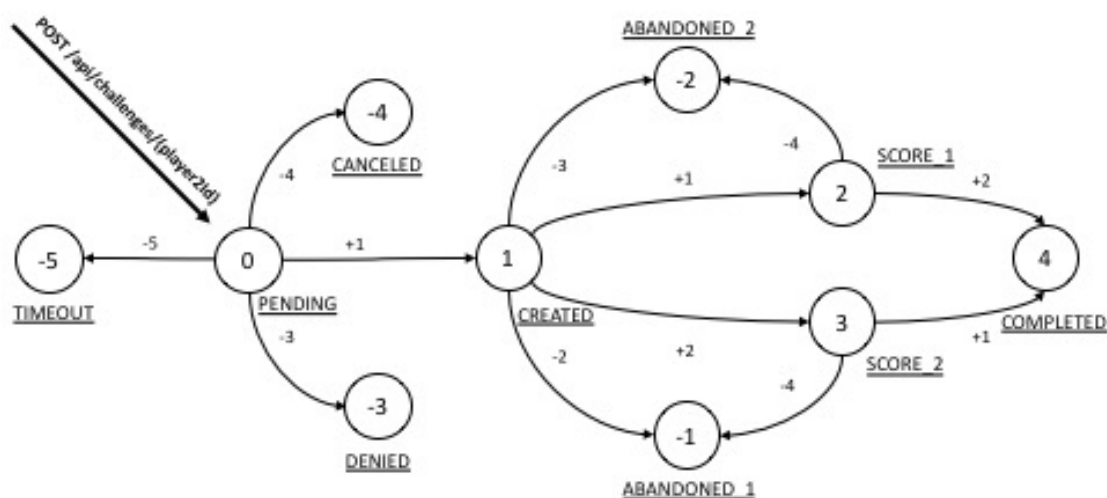 POST /api/challenges/{player2id}
ABANDONED_2
-2
-4
CANCELED
-4
-3
-4
SCORE_1
+1
2
+2
-5
-5
0
+1
1
4
TIMEOUT
PENDING
CREATED
3
COMPLETED
-3
-2
+2
+1
SCORE_2
-4
-3
DENIED
-1
ABANDONED_1